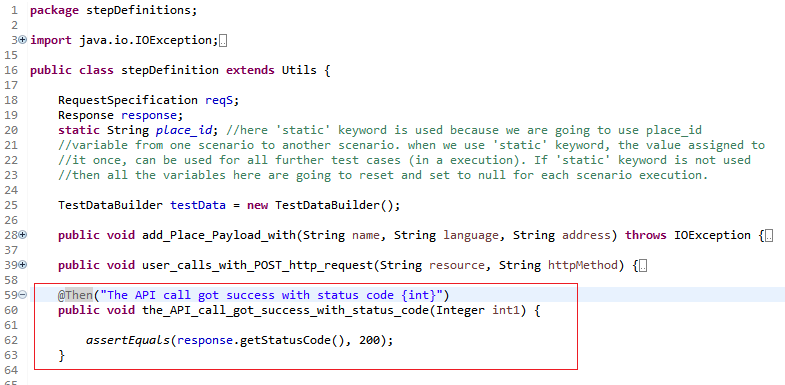 1 package stepDefinitions;
2
3 import java.io.IOException;
15
16 public class stepDefinition extends Utils {
17
18 RequestSpecification reqS;
19 Response response;
20 static String place_id; //here 'static' keyword is used because we are going to use place_id
21 //variable from one scenario to another scenario. when we use 'static' keyword, the value assigned to
22 //it once, can be used for all further test cases (in a execution). If 'static' keyword is not used
23 //then all the variables here are going to reset and set to null for each scenario execution.
24
25 TestDataBuilder testData = new TestDataBuilder();
26
28 public void add_Place_Payload_with(String name, String language, String address) throws IOException {
37
39 public void user_calls_with_POST_http_request(String resource, String httpMethod) {
58
59 @Then("The API call got success with status code {int}")
60 public void the_API_call_got_success_with_status_code(Integer int1) {
61
62 assertEquals(response.getStatusCode(), 200);
63 }
64